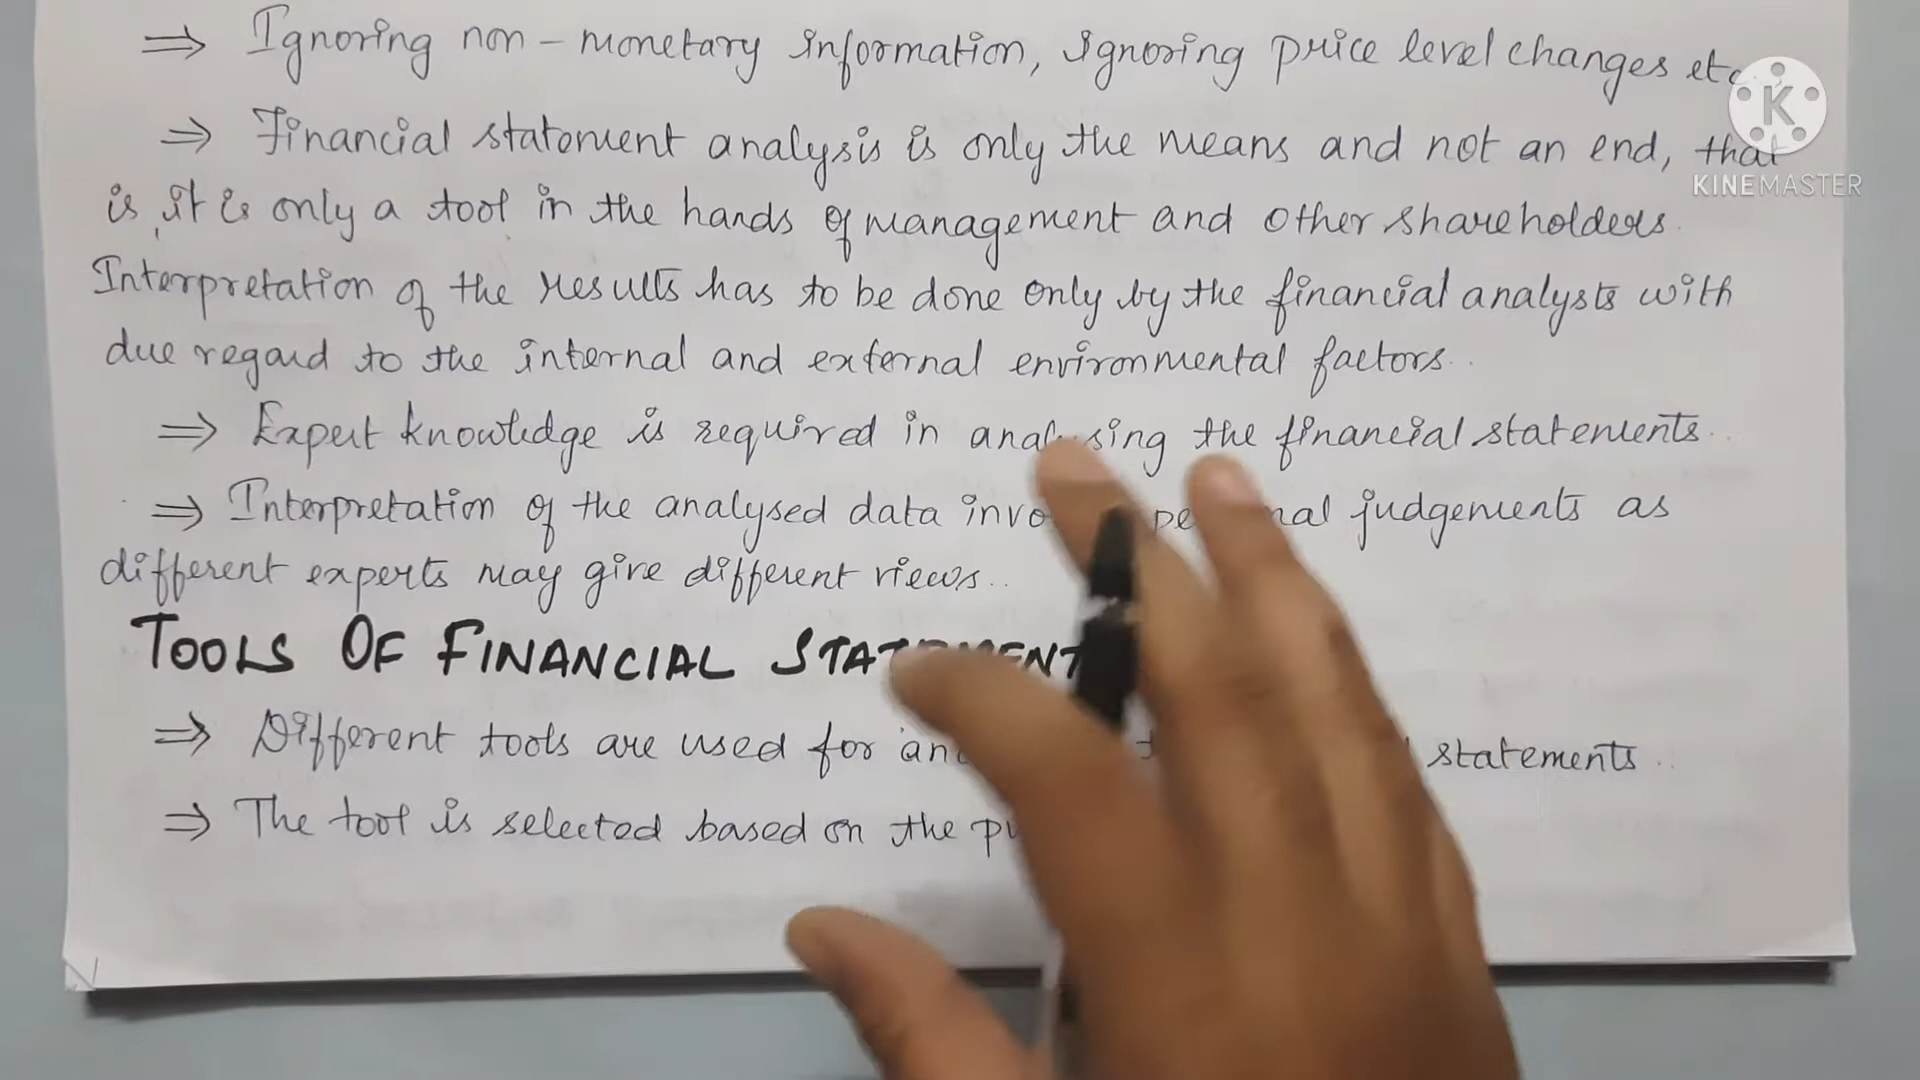 ⇒ Ignoring non-monetary information, ignoring price level changes etc
⇒ Financial statement analysis is only the means and not an end, that
is, it is only a tool in the hands of management and other shareholders.
Interpretation of the results has to be done only by the financial analysts with
due regard to the internal and external environmental factors..
⇒ Expert knowledge is required in analysing the financial statements..
⇒ Interpretation of the analysed data judgements as
different experts may give different views..
TOOLS OF FINANCIAL STATEMENT
⇒ Different tools are used for statements..
⇒ The tool is selected based on the
K
KINEMASTER